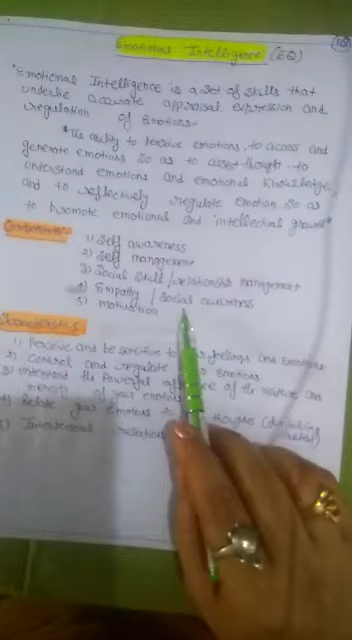 Emotional Intelligence (EQ)
"Emotional Intelligence is a set of skills that
underlie accurate appraisal expression and
regulation of Emotions.
"The ability to perceive emotions, to access and
generate emotions so as to assist thought to
understand emotions and emotional knowledge
and to reflectively regulate emotion so as
to promote emotional and intellectual growth"
1) Self awareness
2) Self management
3) Social Skill / relationship management
4) Empathy / Social awareness
5) motivation
1) Perceive and be sensitive to feelings and emotions
2) Control and regulate emotions
3) the powerful of the nature and
of your emotions
Relate your emotions to thoughts